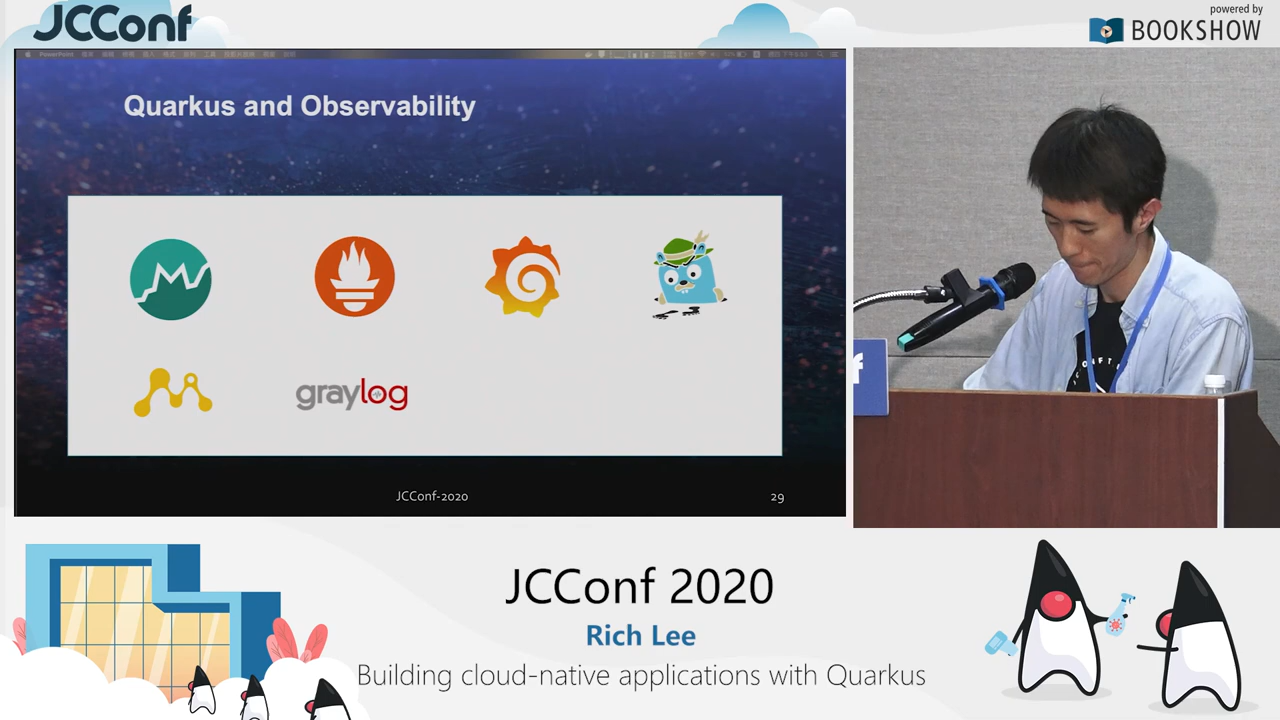 JCConf
powered by
BOOKSHOW
PowerPoint
Quarkus and Observability
graylog
JCConf-2020
29
JCConf 2020
Rich Lee
Building cloud-native applications with Quarkus